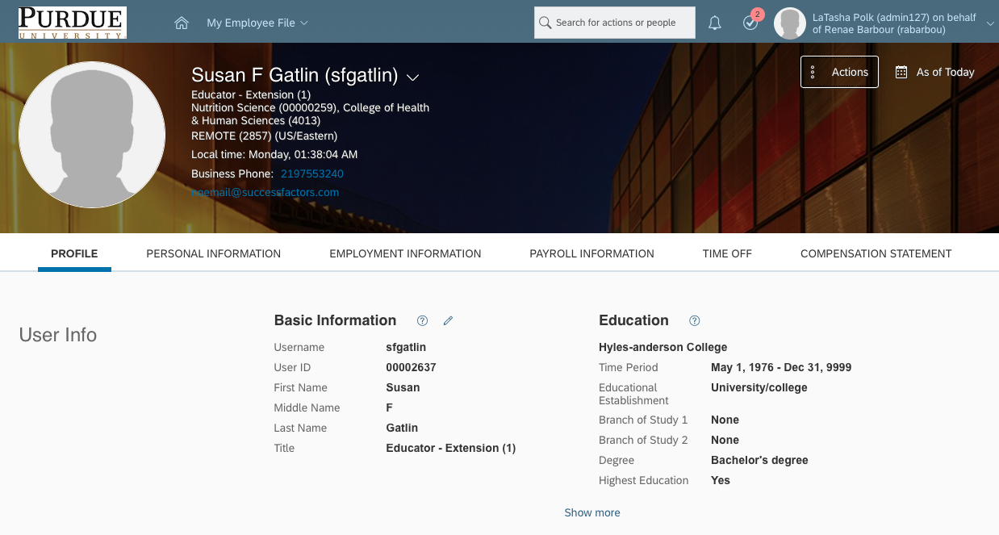 PURDUE
UNIVERSITY
My Employee File
Search for actions or people
2
LaTasha Polk (admin127) on behalf
of Renae Barbour (rabarbou)
Susan F Gatlin (sfgatlin)
Educator - Extension (1)
Nutrition Science (00000259), College of Health
& Human Sciences (4013)
REMOTE (2857) (US/Eastern)
Local time: Monday, 01:38:04 AM
Business Phone: 2197553240
noemail@successfactors.com
Actions
As of Today
PROFILE
PERSONAL INFORMATION
EMPLOYMENT INFORMATION
PAYROLL INFORMATION
TIME OFF
COMPENSATION STATEMENT
User Info
Basic Information
Username sfgatlin
User ID 00002637
First Name Susan
Middle Name F
Last Name Gatlin
Title Educator - Extension (1)
Education
Hyles-anderson College
Time Period May 1, 1976 - Dec 31, 9999
Educational University/college
Establishment
Branch of Study 1 None
Branch of Study 2 None
Degree Bachelor's degree
Highest Education Yes
Show more